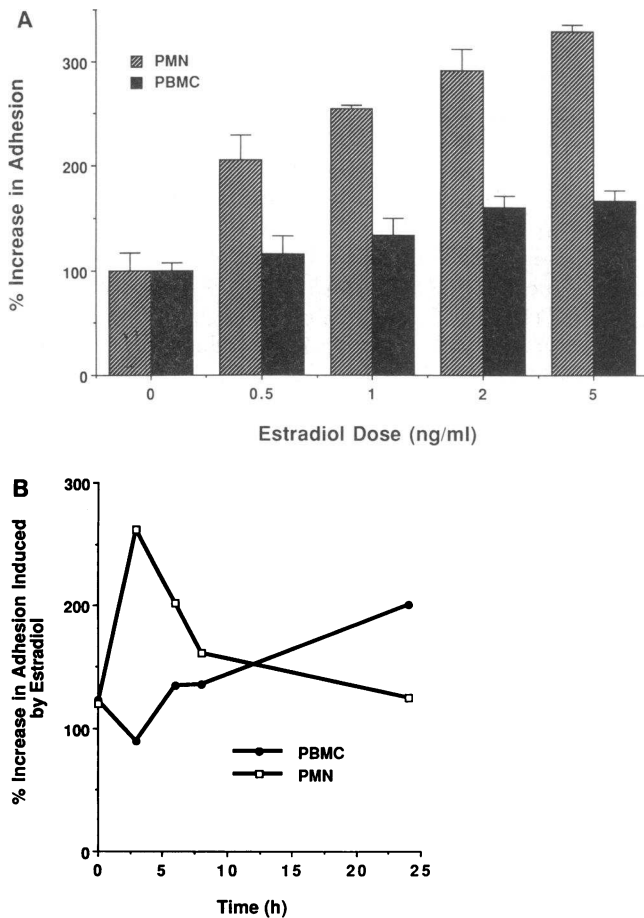 A
% Increase in Adhesion
300
200
100
0
PMN
PBMC
0 0.5 1 2 5
Estradiol Dose (ng/ml)
B
% Increase in Adhesion Induced
by Estradiol
300
200
100
0
PBMC
PMN
0 5 10 15 20 25
Time (h)